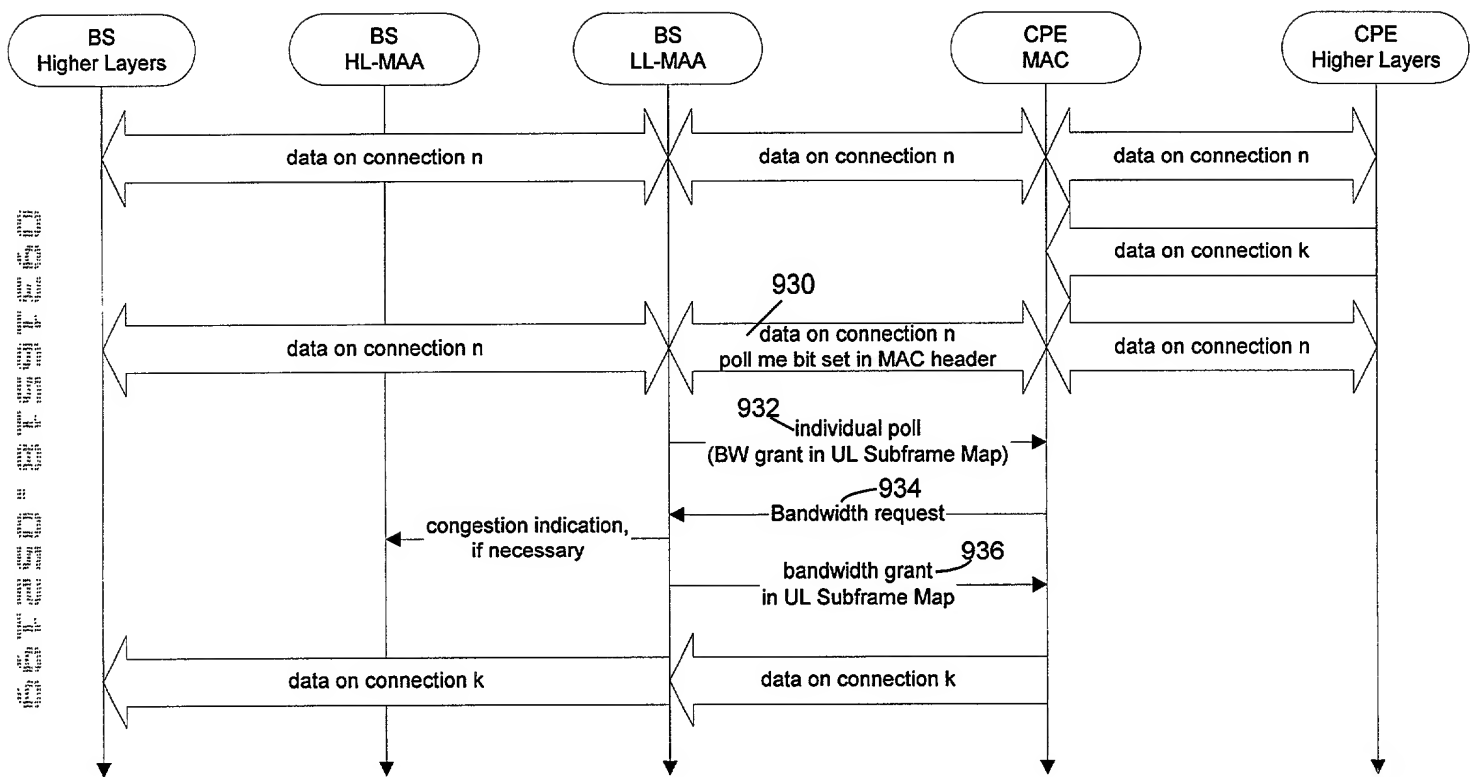 BS
Higher Layers
BS
HL-MAA
BS
LL-MAA
CPE
MAC
CPE
Higher Layers
data on connection n
data on connection n
data on connection n
data on connection k
930
data on connection n
data on connection n
poll me bit set in MAC header
data on connection n
932
individual poll
(BW grant in UL Subframe Map)
934
Bandwidth request
congestion indication,
if necessary
936
bandwidth grant
in UL Subframe Map
data on connection k
data on connection k